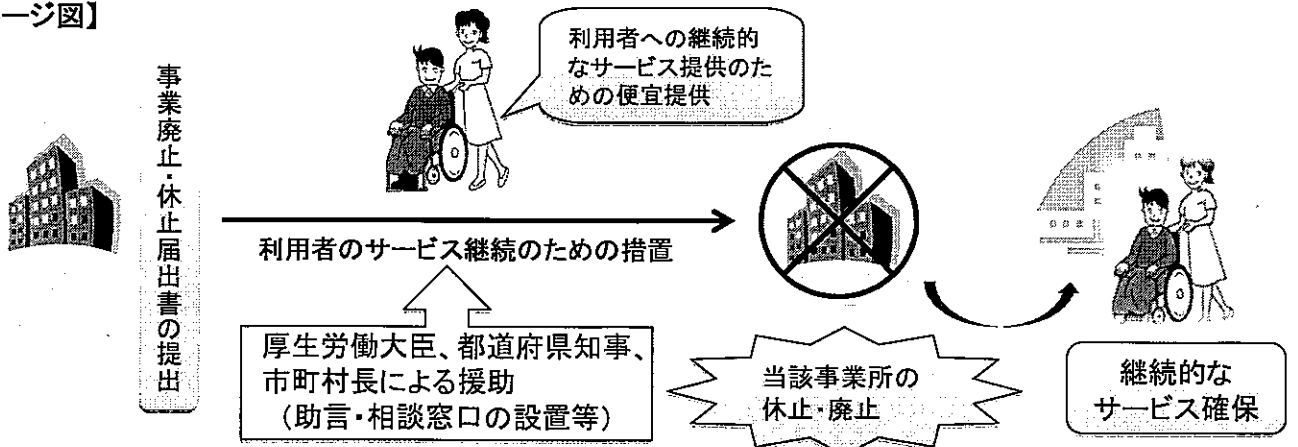 ージ図】
事業廃止・休止届出書の提出
利用者への継続的
なサービス提供のた
めの便宜提供
利用者のサービス継続のための措置
厚生労働大臣、都道府県知事、
市町村長による援助
（助言・相談窓口の設置等）
当該事業所の
休止・廃止
継続的な
サービス確保